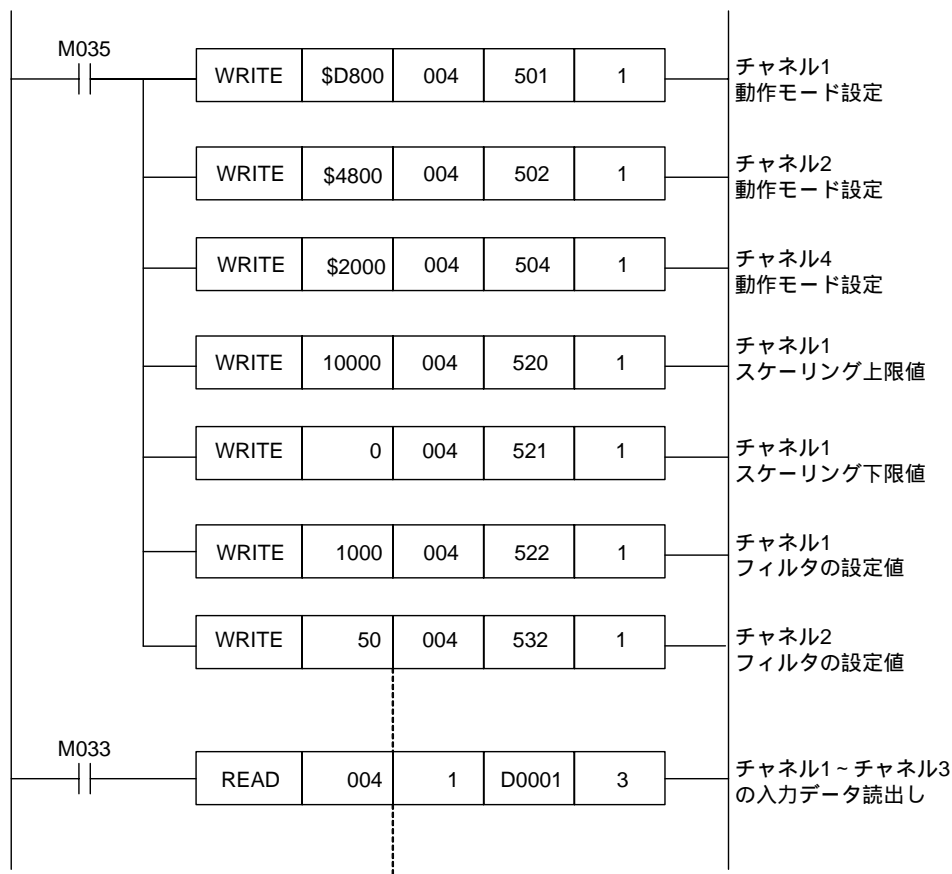 M035
WRITE $D800 004 501 1
チャネル1
動作モード設定
WRITE $4800 004 502 1
チャネル2
動作モード設定
WRITE $2000 004 504 1
チャネル4
動作モード設定
WRITE 10000 004 520 1
チャネル1
スケーリング上限値
WRITE 0 004 521 1
チャネル1
スケーリング下限値
WRITE 1000 004 522 1
チャネル1
フィルタの設定値
WRITE 50 004 532 1
チャネル2
フィルタの設定値
M033
READ 004 1 D0001 3
チャネル1~チャネル3
の入力データ読出し